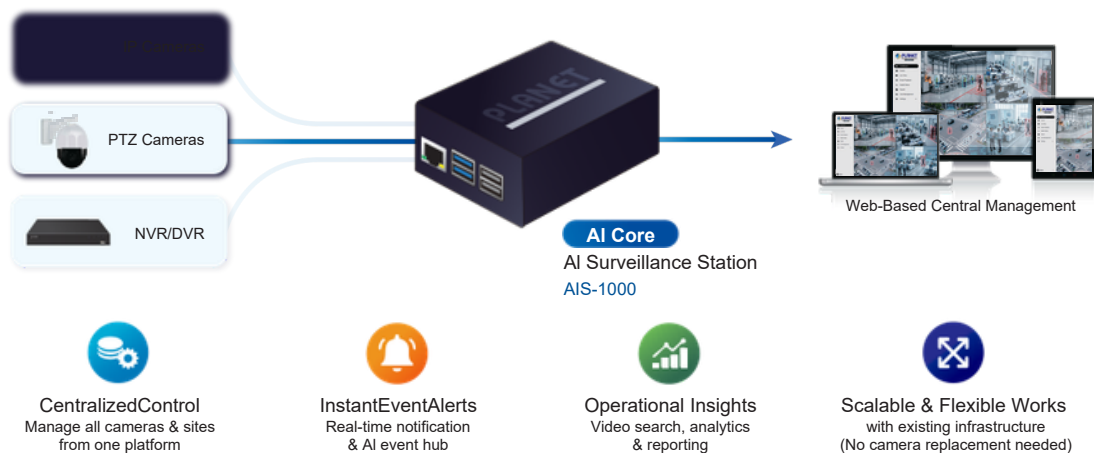 PTZ Cameras
NVR/DVR
PLANET
AI Core
AI Surveillance Station
AIS-1000
PLANET
Web-Based Central Management
CentralizedControl
Manage all cameras & sites
from one platform
InstantEventAlerts
Real-time notification
& AI event hub
Operational Insights
Video search, analytics
& reporting
Scalable & Flexible Works
with existing infrastructure
(No camera replacement needed)